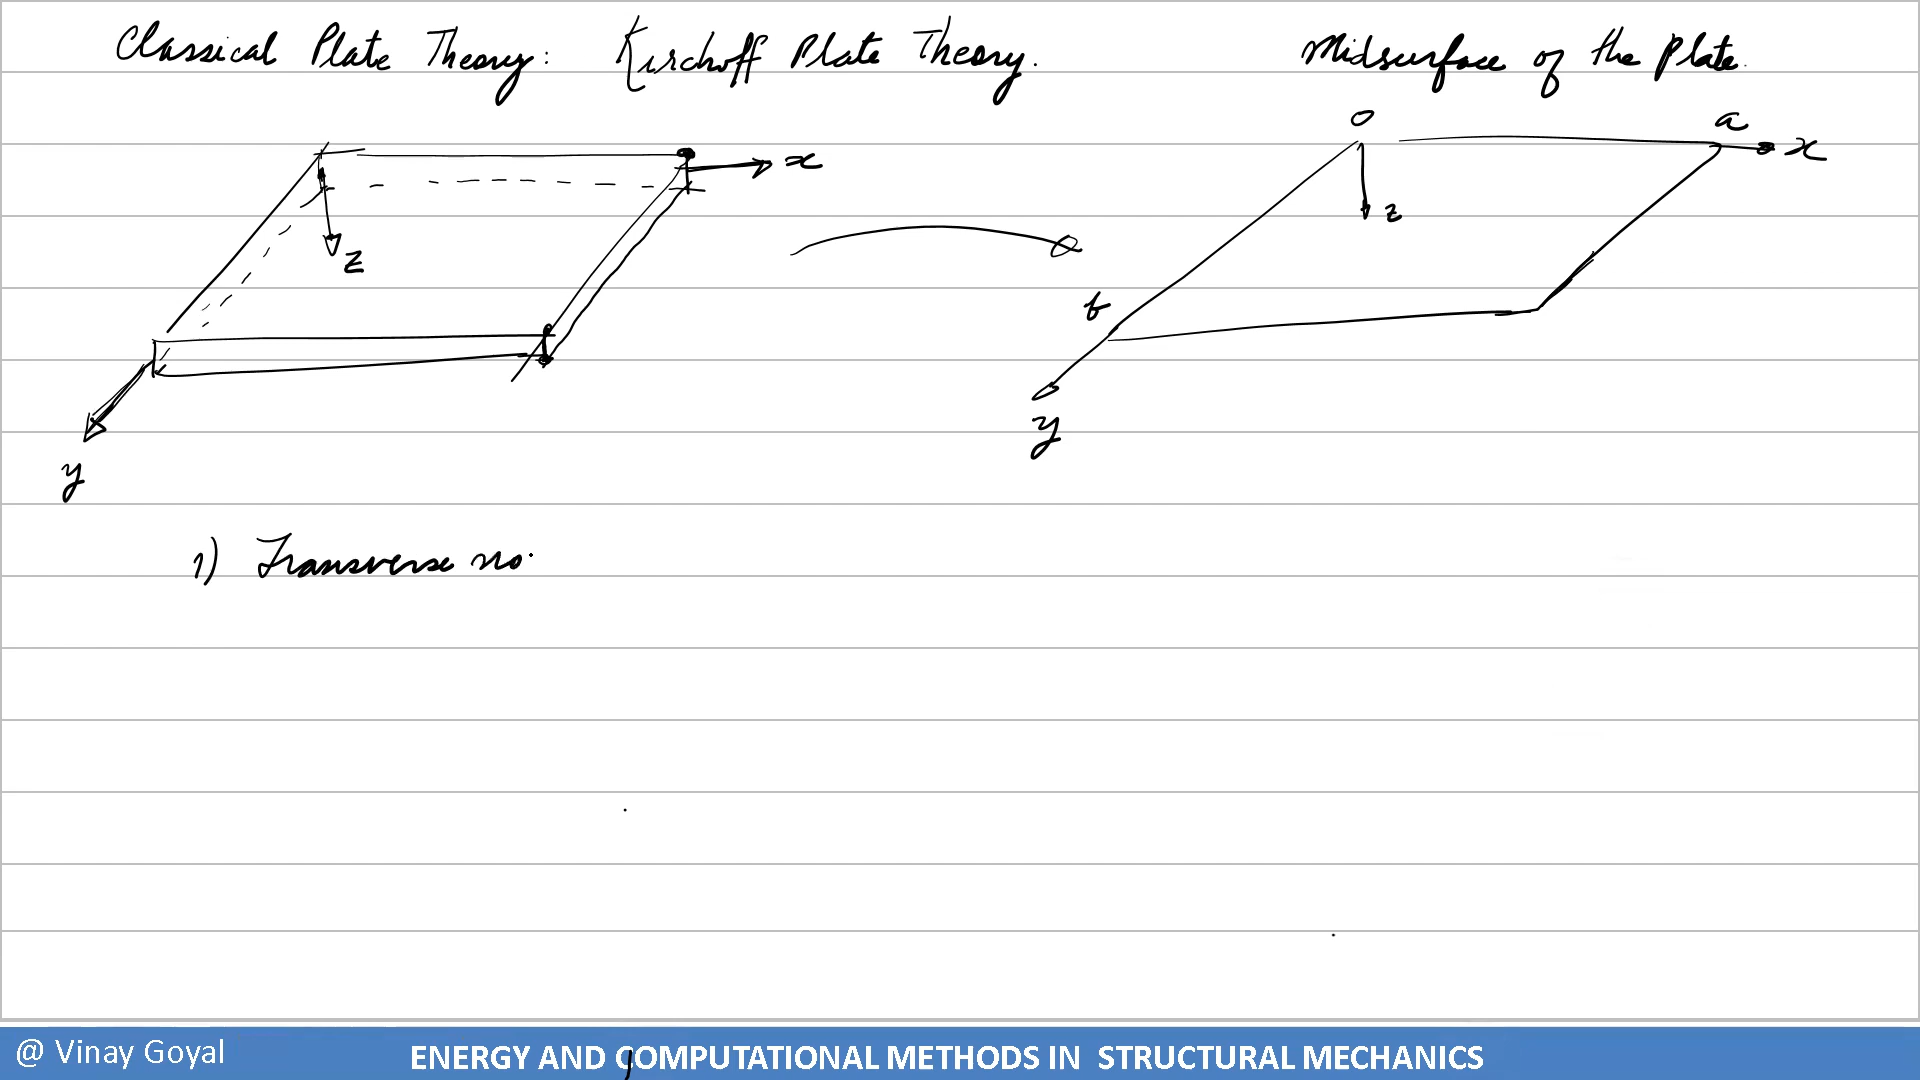 Classical Plate Theory: Kirchoff Plate Theory.
Midsurface of the Plate.
x
z
y
o
a
x
z
b
y
1) Transverse no
@ Vinay Goyal
ENERGY AND COMPUTATIONAL METHODS IN STRUCTURAL MECHANICS